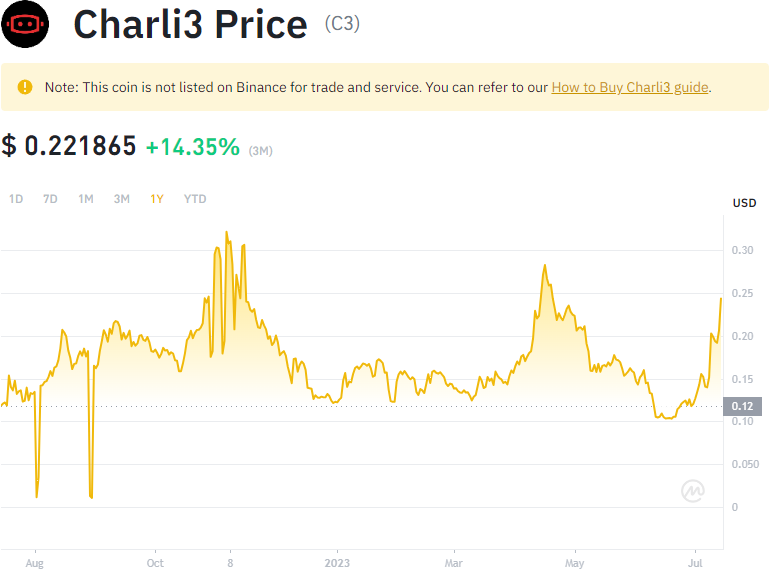 Charli3 Price (C3)
Note: This coin is not listed on Binance for trade and service. You can refer to our How to Buy Charli3 guide.
$ 0.221865 +14.35% (3M)
1D 7D 1M 3M 1Y YTD
USD
0.30
0.25
0.20
0.15
0.12
0.10
0.050
0
Aug Oct 8 2023 Mar May Jul